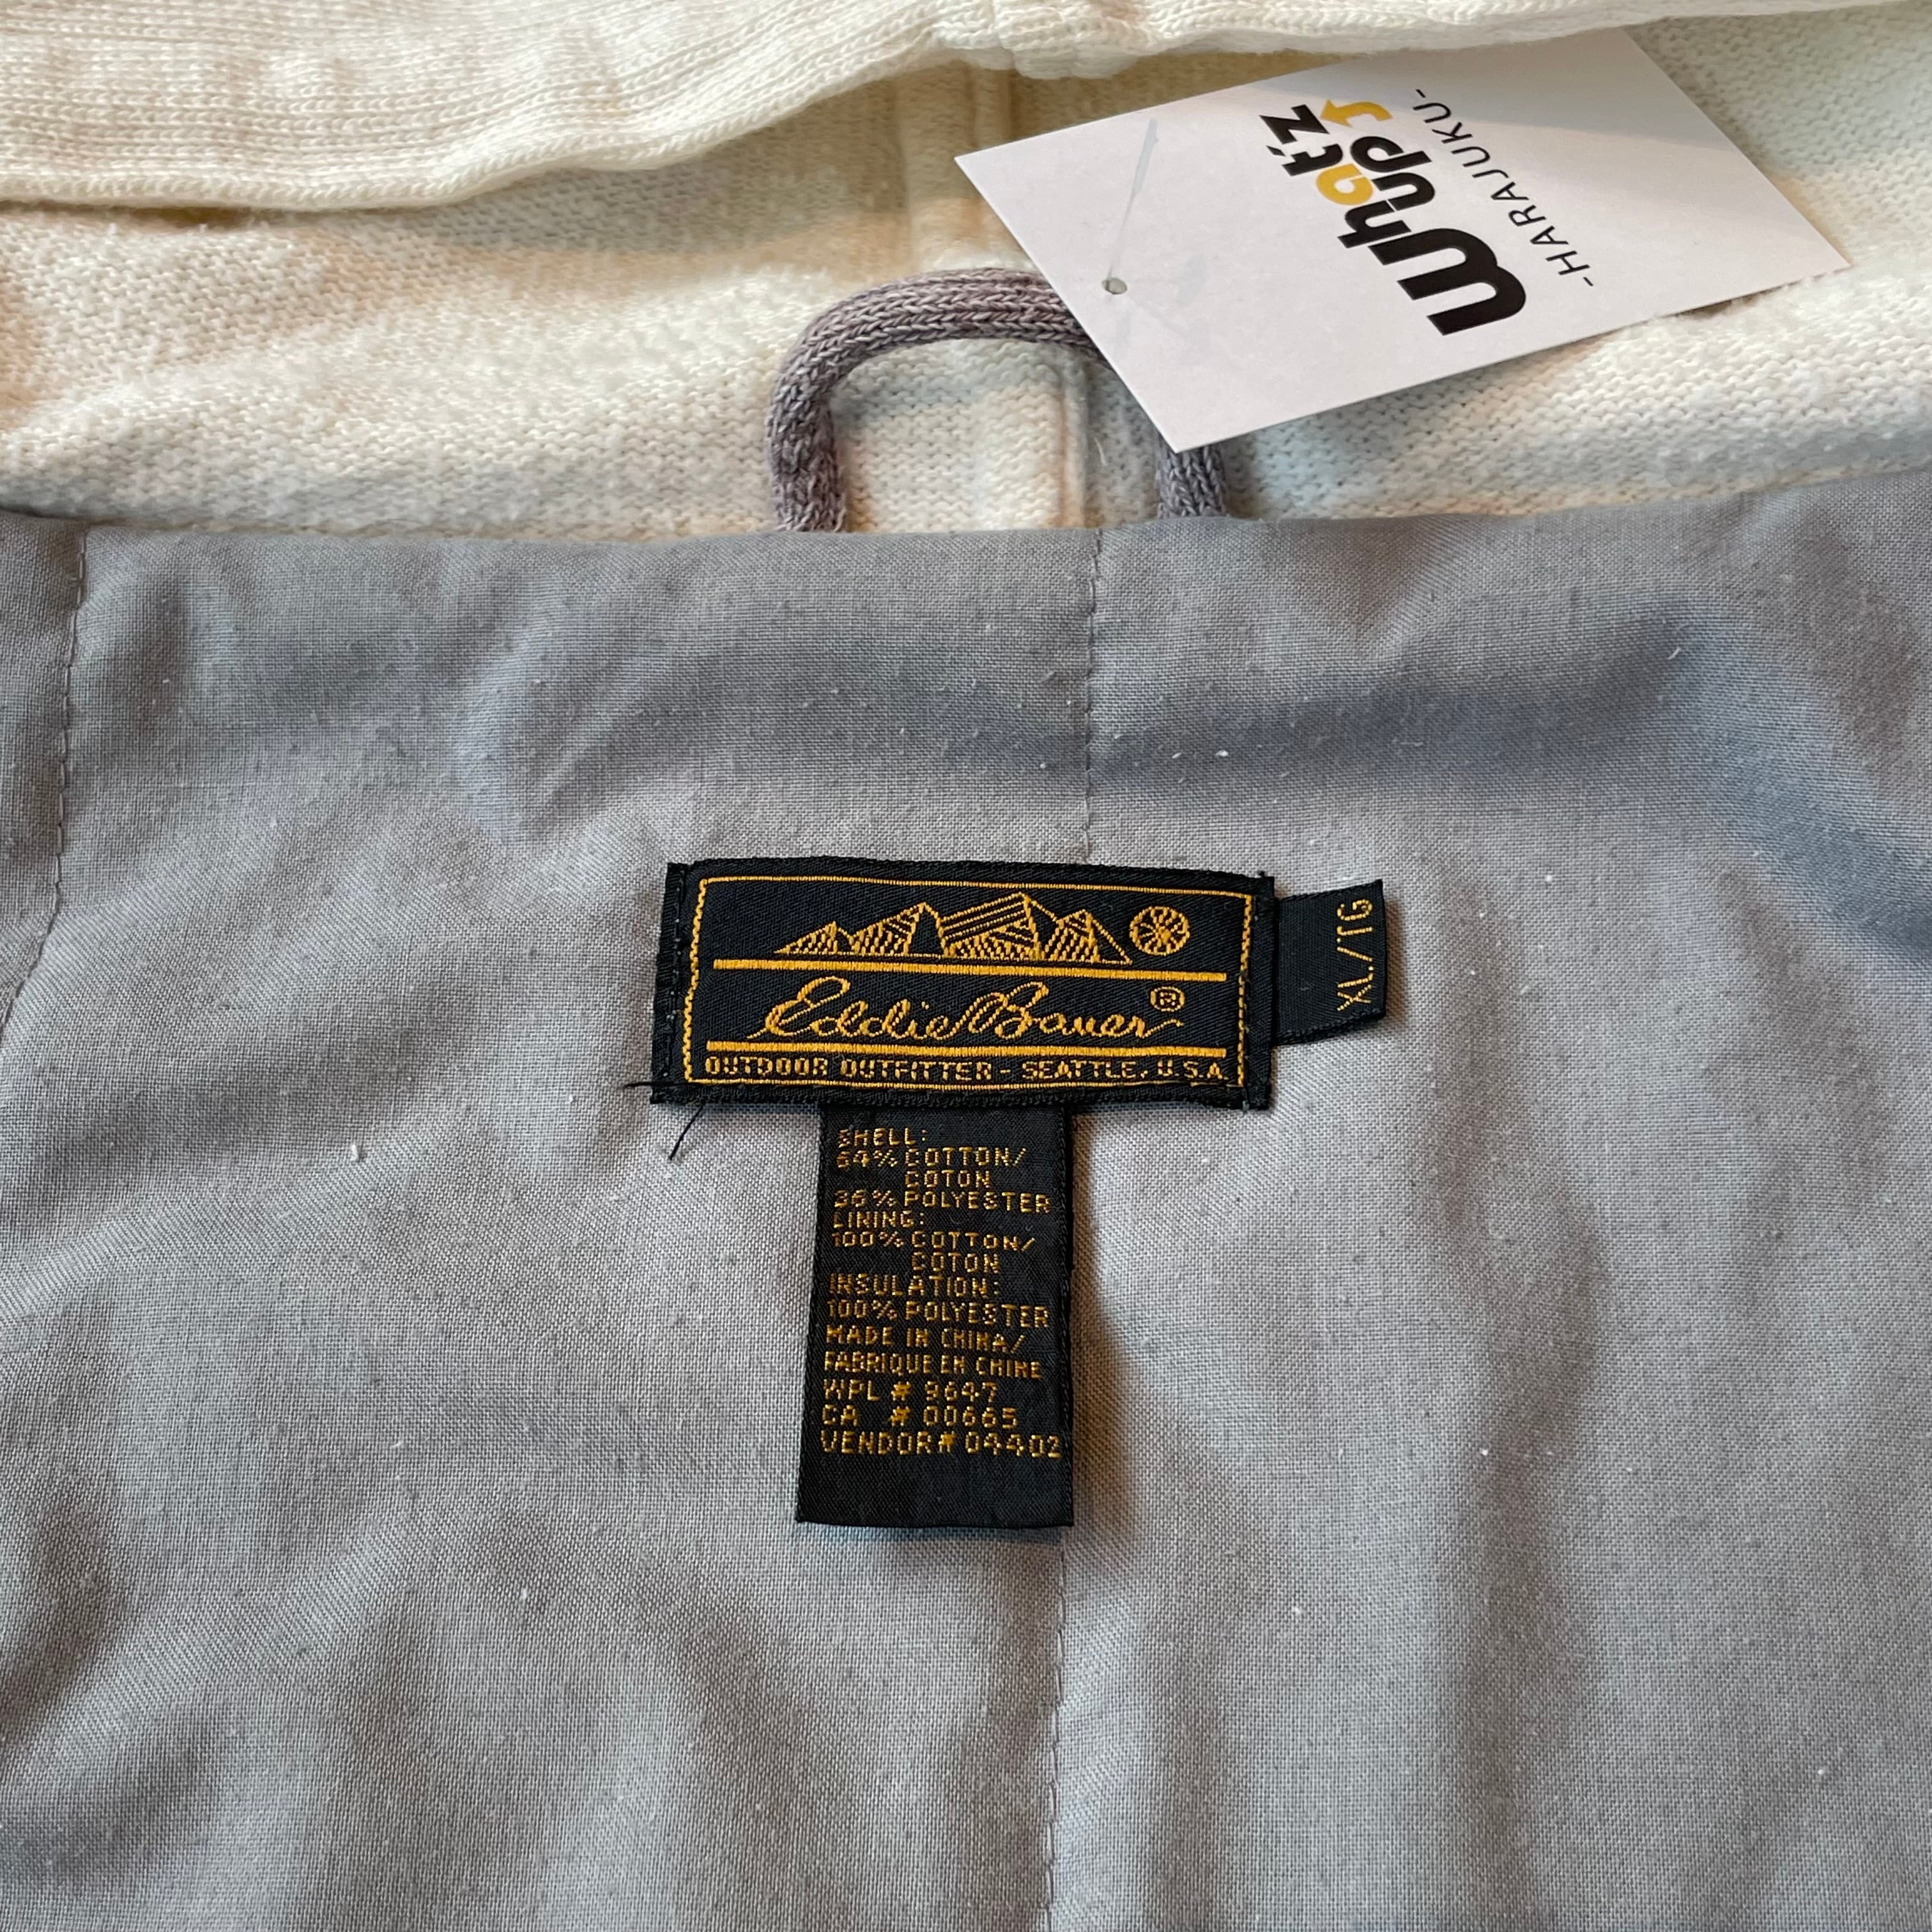 What'z
up
-HARAJUKU-
Eddie Bauer®
OUTDOOR OUTFITTER - SEATTLE, U.S.A.
XL/TG
SHELL:
64% COTTON/
COTON
36% POLYESTER
LINING:
100% COTTON/
COTON
INSULATION:
100% POLYESTER
MADE IN CHINA/
FABRIQUE EN CHINE
WPL # 9647
CA # 00665
VENDOR# 04402